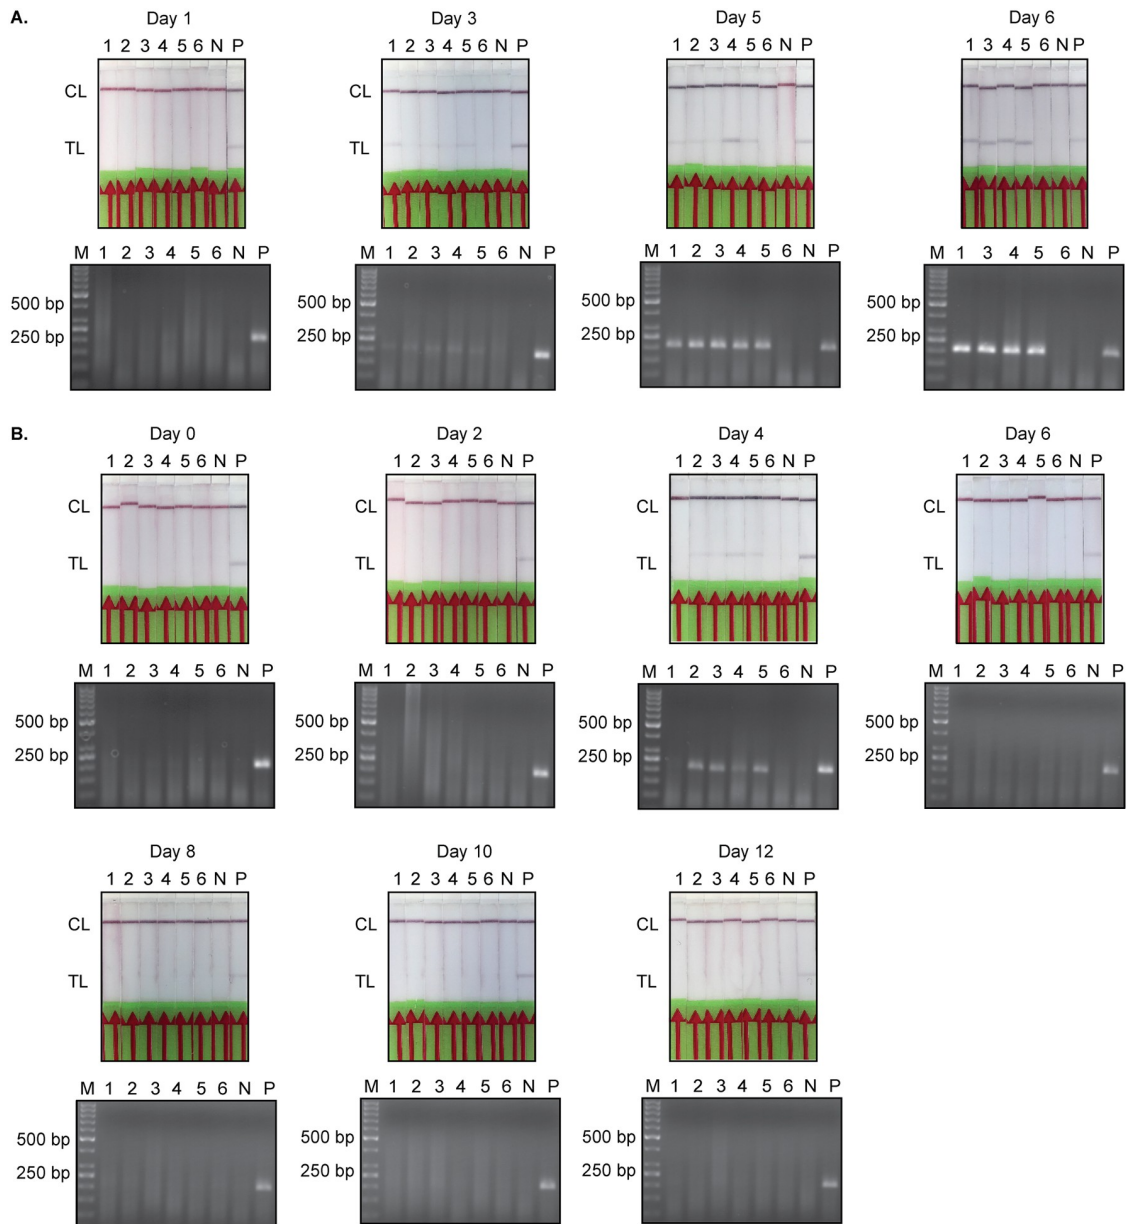 A.
Day 1 Day 3 Day 5 Day 6
1 2 3 4 5 6 N P 1 2 3 4 5 6 N P 1 2 3 4 5 6 N P 1 3 4 5 6 N P
CL CL
TL TL
M 1 2 3 4 5 6 N P M 1 2 3 4 5 6 N P M 1 2 3 4 5 6 N P M 1 3 4 5 6 N P
500 bp 500 bp 500 bp 500 bp
250 bp 250 bp 250 bp 250 bp
B.
Day 0 Day 2 Day 4 Day 6
1 2 3 4 5 6 N P 1 2 3 4 5 6 N P 1 2 3 4 5 6 N P 1 2 3 4 5 6 N P
CL CL CL CL
TL TL TL TL
M 1 2 3 4 5 6 N P M 1 2 3 4 5 6 N P M 1 2 3 4 5 6 N P M 1 2 3 4 5 6 N P
500 bp 500 bp 500 bp 500 bp
250 bp 250 bp 250 bp 250 bp
Day 8 Day 10 Day 12
1 2 3 4 5 6 N P 1 2 3 4 5 6 N P 1 2 3 4 5 6 N P
CL CL CL
TL TL TL
M 1 2 3 4 5 6 N P M 1 2 3 4 5 6 N P M 1 2 3 4 5 6 N P
500 bp 500 bp 500 bp
250 bp 250 bp 250 bp